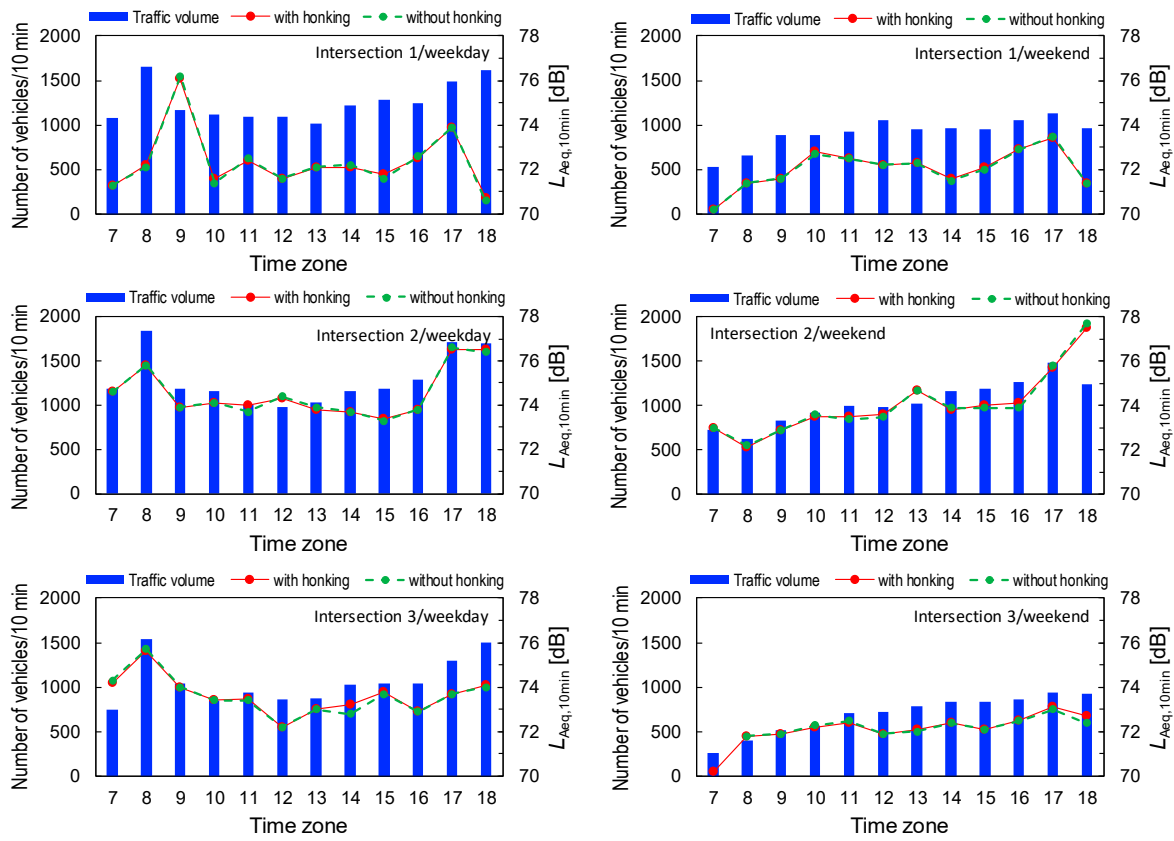 Traffic volume with honking without honking
Number of vehicles/10 min
2000
1500
1000
500
0
Intersection 1/weekday
78
76
74
72
70
LAeq,10min [dB]
7 8 9 10 11 12 13 14 15 16 17 18
Time zone
Traffic volume with honking without honking
Number of vehicles/10 min
2000
1500
1000
500
0
Intersection 1/weekend
78
76
74
72
70
LAeq,10min [dB]
7 8 9 10 11 12 13 14 15 16 17 18
Time zone
Traffic volume with honking without honking
Number of vehicles/10 min
2000
1500
1000
500
0
Intersection 2/weekday
78
76
74
72
70
LAeq,10min [dB]
7 8 9 10 11 12 13 14 15 16 17 18
Time zone
Traffic volume with honking without honking
Number of vehicles/10 min
2000
1500
1000
500
0
Intersection 2/weekend
78
76
74
72
70
LAeq,10min [dB]
7 8 9 10 11 12 13 14 15 16 17 18
Time zone
Traffic volume with honking without honking
Number of vehicles/10 min
2000
1500
1000
500
0
Intersection 3/weekday
78
76
74
72
70
LAeq,10min [dB]
7 8 9 10 11 12 13 14 15 16 17 18
Time zone
Traffic volume with honking without honking
Number of vehicles/10 min
2000
1500
1000
500
0
Intersection 3/weekend
78
76
74
72
70
LAeq,10min [dB]
7 8 9 10 11 12 13 14 15 16 17 18
Time zone